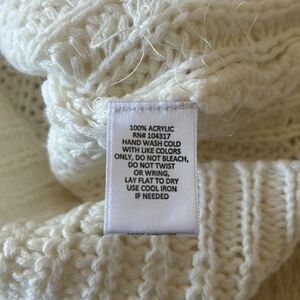 100% ACRYLIC
RN# 104317
HAND WASH COLD
WITH LIKE COLORS
ONLY, DO NOT BLEACH,
DO NOT TWIST
OR WRING,
LAY FLAT TO DRY
USE COOL IRON
IF NEEDED